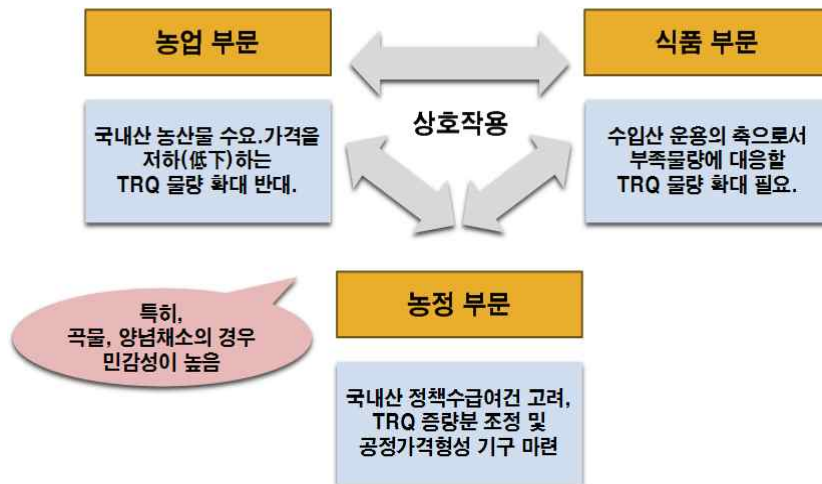 농업 부문
식품 부문
상호작용
국내산 농산물 수요.가격을
저하(低下)하는
TRQ 물량 확대 반대.
수입산 운용의 축으로서
부족물량에 대응할
TRQ 물량 확대 필요.
특히,
곡물, 양념채소의 경우
민감성이 높음
농정 부문
국내산 정책수급여건 고려,
TRQ 증량분 조정 및
공정가격형성 기구 마련